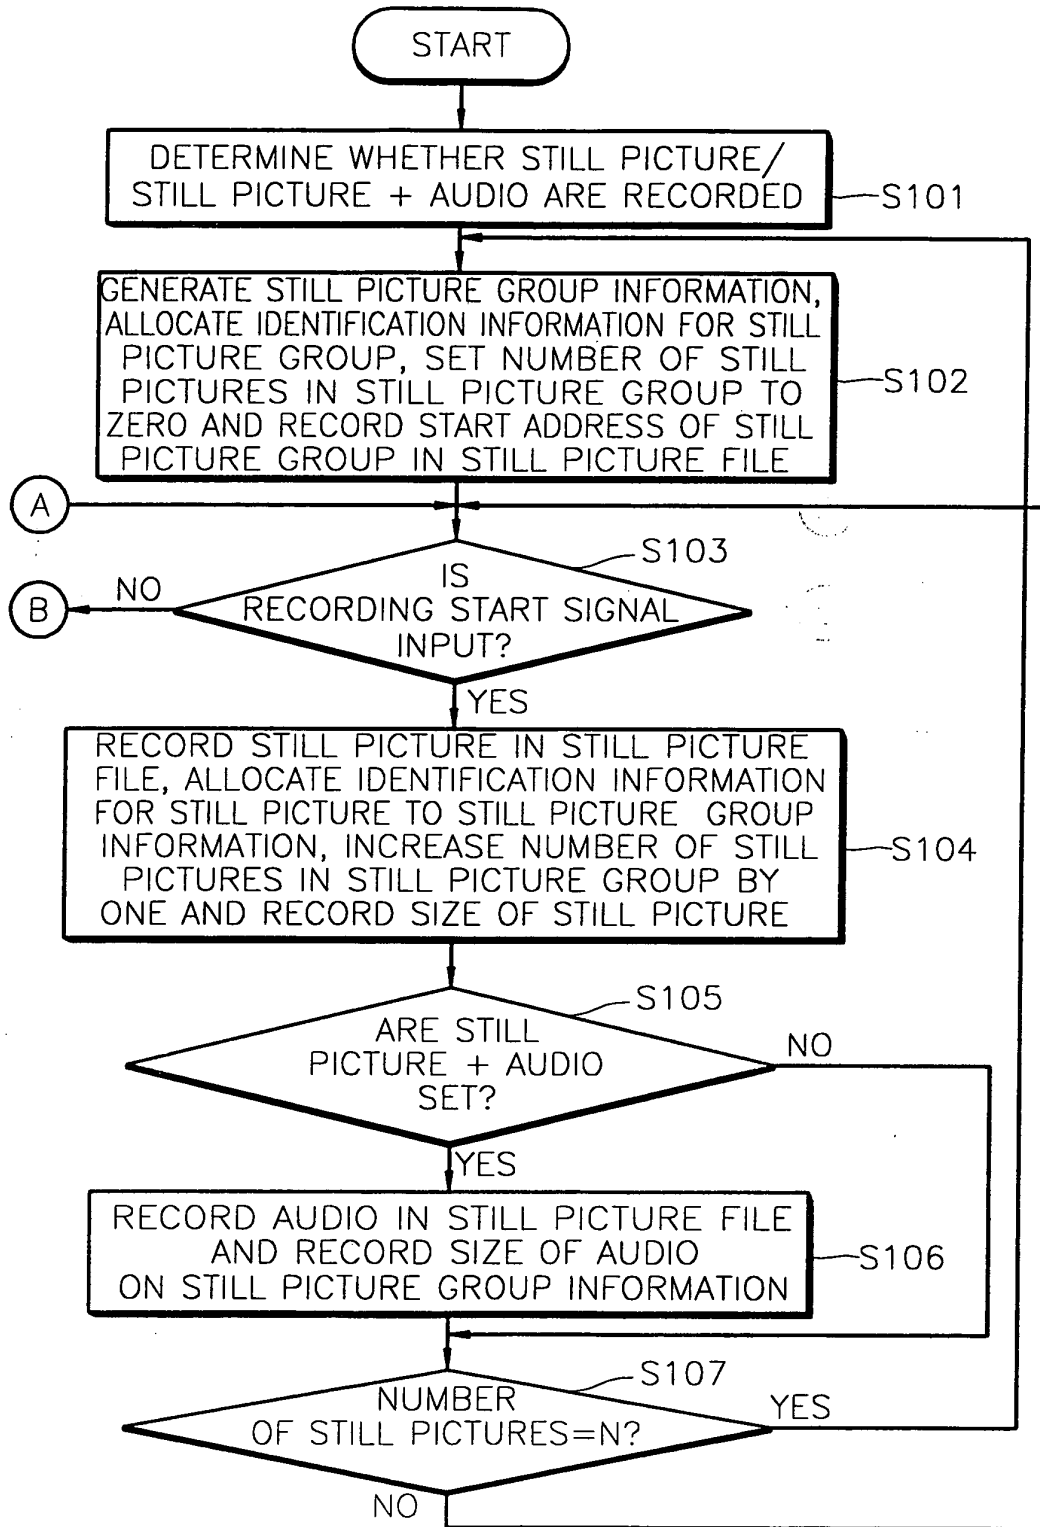 START
DETERMINE WHETHER STILL PICTURE/
STILL PICTURE + AUDIO ARE RECORDED
S101
GENERATE STILL PICTURE GROUP INFORMATION,
ALLOCATE IDENTIFICATION INFORMATION FOR STILL
PICTURE GROUP, SET NUMBER OF STILL
PICTURES IN STILL PICTURE GROUP TO
ZERO AND RECORD START ADDRESS OF STILL
PICTURE GROUP IN STILL PICTURE FILE
S102
A
S103
IS
RECORDING START SIGNAL
INPUT?
NO
B
YES
RECORD STILL PICTURE IN STILL PICTURE
FILE, ALLOCATE IDENTIFICATION INFORMATION
FOR STILL PICTURE TO STILL PICTURE GROUP
INFORMATION, INCREASE NUMBER OF STILL
PICTURES IN STILL PICTURE GROUP BY
ONE AND RECORD SIZE OF STILL PICTURE
S104
S105
ARE STILL
PICTURE + AUDIO
SET?
NO
YES
RECORD AUDIO IN STILL PICTURE FILE
AND RECORD SIZE OF AUDIO
ON STILL PICTURE GROUP INFORMATION
S106
S107
NUMBER
OF STILL PICTURES=N?
YES
NO